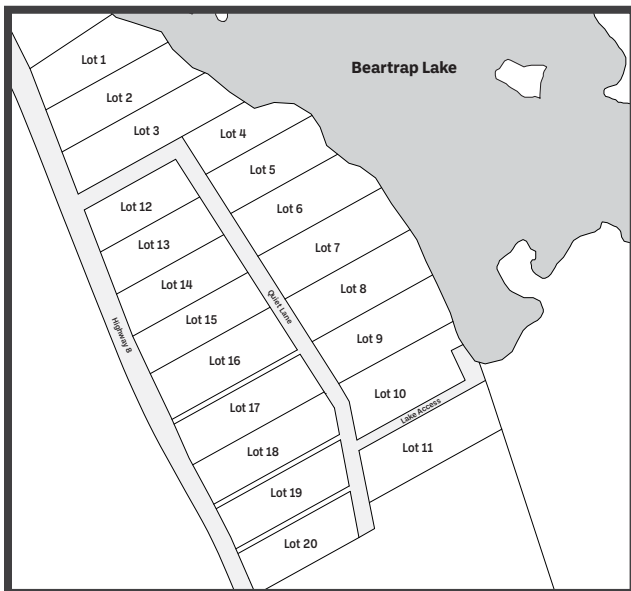 Beartrap Lake
Lot 1
Lot 2
Lot 3
Lot 4
Lot 5
Lot 6
Lot 7
Lot 8
Lot 9
Lot 10
Lake Access
Lot 11
Lot 12
Lot 13
Lot 14
Lot 15
Lot 16
Lot 17
Lot 18
Lot 19
Lot 20
Quiet Lane
Highway B